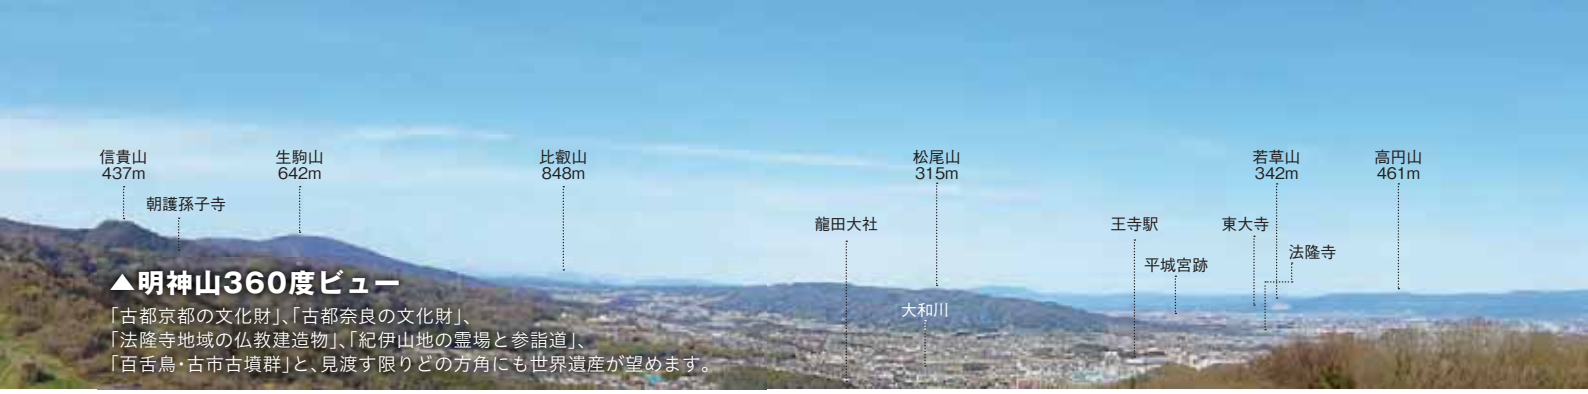 信貴山
437m
朝護孫子寺
生駒山
642m
比叡山
848m
龍田大社
松尾山
315m
大和川
王寺駅
平城宮跡
東大寺
若草山
342m
法隆寺
高円山
461m
▲明神山360度ビュー
「古都京都の文化財」、「古都奈良の文化財」、
「法隆寺地域の仏教建造物」、「紀伊山地の霊場と参詣道」、
「百舌鳥・古市古墳群」と、見渡す限りどの方角にも世界遺産が望めます。